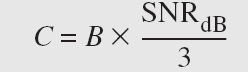 C = B × SNR_dB / 3